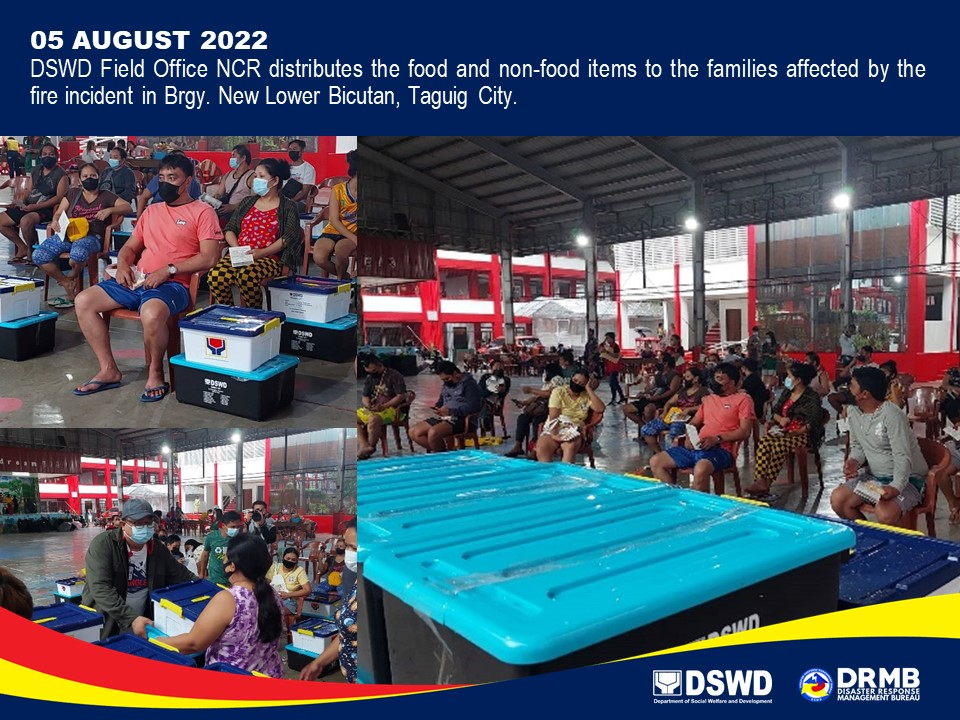 05 AUGUST 2022
DSWD Field Office NCR distributes the food and non-food items to the families affected by the
fire incident in Brgy. New Lower Bicutan, Taguig City.
DSWD
DSWD
DSWD
DSWD
Department of Social Welfare and Development
DRMB
DISASTER RESPONSE
MANAGEMENT BUREAU